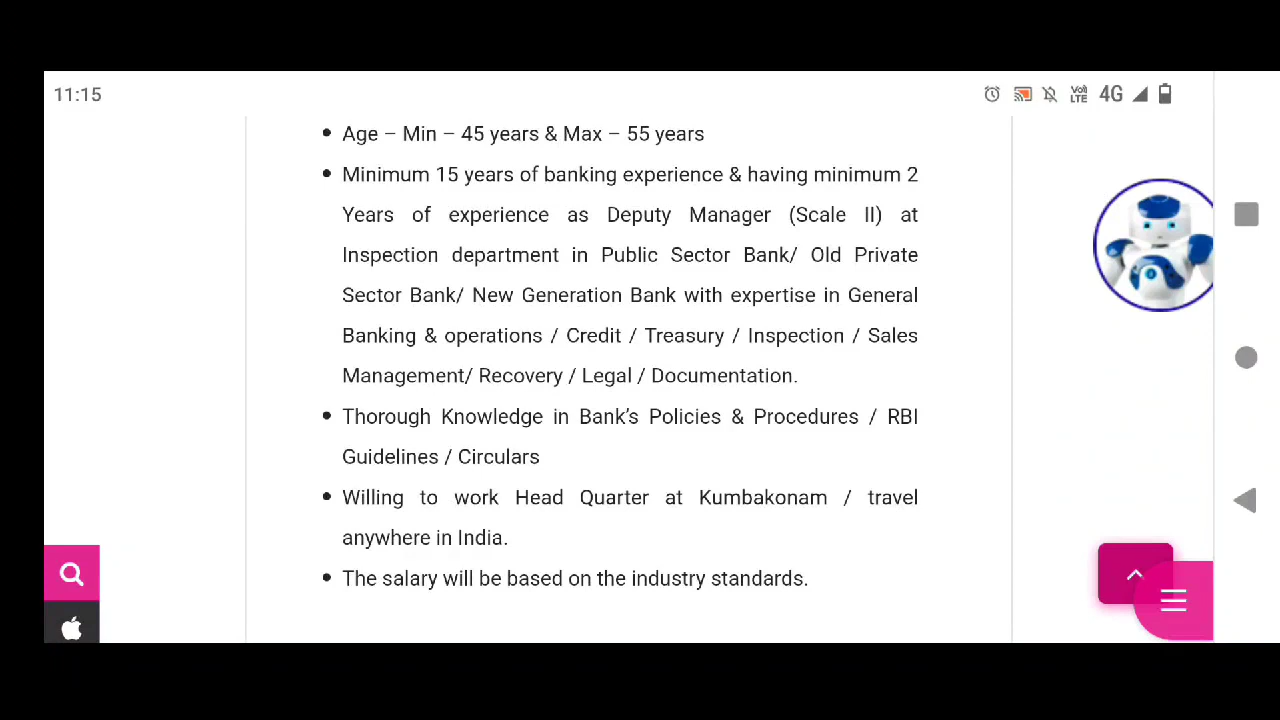 11:15
VoI LTE 4G
Age – Min – 45 years & Max – 55 years
Minimum 15 years of banking experience & having minimum 2
Years of experience as Deputy Manager (Scale II) at
Inspection department in Public Sector Bank/ Old Private
Sector Bank/ New Generation Bank with expertise in General
Banking & operations / Credit / Treasury / Inspection / Sales
Management/ Recovery / Legal / Documentation.
Thorough Knowledge in Bank’s Policies & Procedures / RBI
Guidelines / Circulars
Willing to work Head Quarter at Kumbakonam / travel
anywhere in India.
The salary will be based on the industry standards.